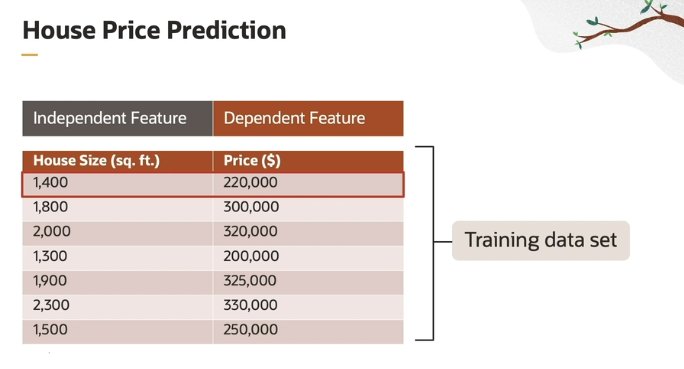 House Price Prediction
Independent Feature Dependent Feature
House Size (sq. ft.) Price ($)
1,400 220,000
1,800 300,000
2,000 320,000
1,300 200,000
1,900 325,000
2,300 330,000
1,500 250,000
Training data set